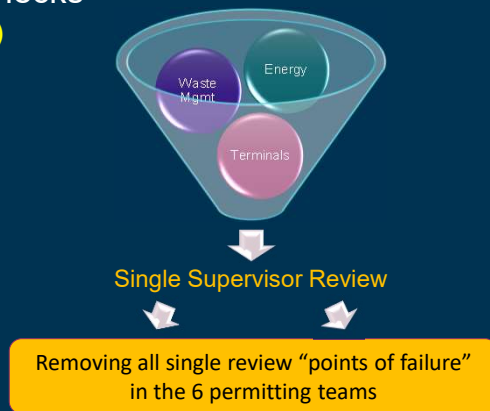 Energy
Waste
Mgmt
Terminals
Single Supervisor Review
Removing all single review “points of failure”
in the 6 permitting teams